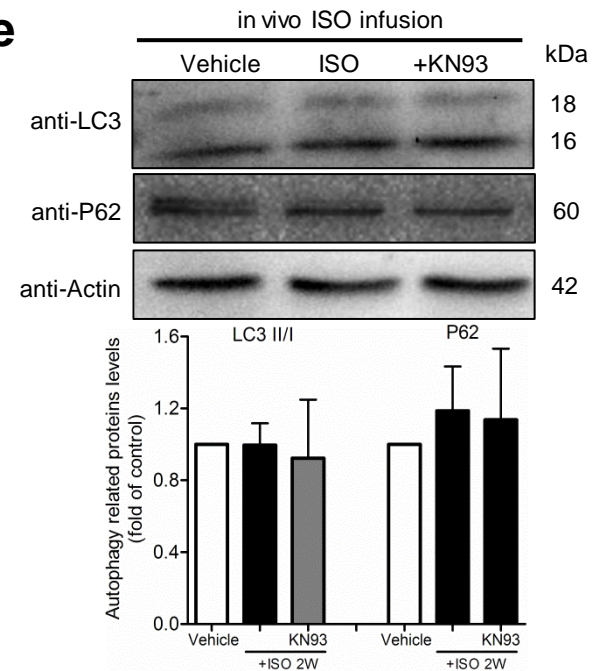 e
in vivo ISO infusion
Vehicle ISO +KN93 kDa
anti-LC3 18
16
anti-P62 60
anti-Actin 42
LC3 II/I P62
Autophagy related proteins levels
(fold of control)
1.6
1.2
0.8
0.4
0.0
Vehicle KN93 Vehicle KN93
+ISO 2W +ISO 2W